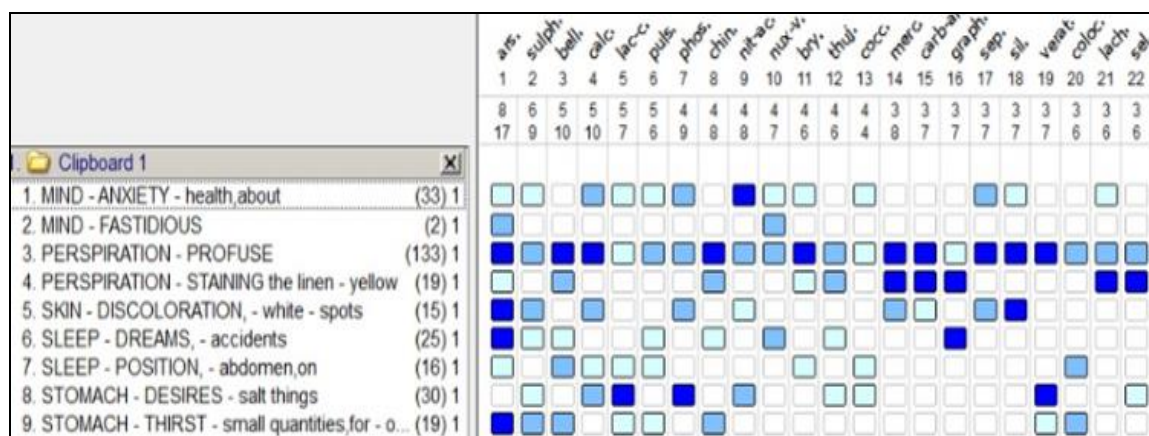 ars. sulph. bell. calc. lac-c. puls. phos. chin. nit-ac. nux-v. bry. thuj. cocc. merc. carb-an. graph. sep. sil. verat. coloc. lach. sel
1 2 3 4 5 6 7 8 9 10 11 12 13 14 15 16 17 18 19 20 21 22
8 6 5 5 5 5 4 4 4 4 4 4 4 3 3 3 3 3 3 3 3 3
17 9 10 10 7 6 9 8 8 7 6 6 4 8 7 7 7 7 7 6 6 6
Clipboard 1 X
1. MIND - ANXIETY - health,about (33) 1
2. MIND - FASTIDIOUS (2) 1
3. PERSPIRATION - PROFUSE (133) 1
4. PERSPIRATION - STAINING the linen - yellow (19) 1
5. SKIN - DISCOLORATION, - white - spots (15) 1
6. SLEEP - DREAMS, - accidents (25) 1
7. SLEEP - POSITION, - abdomen,on (16) 1
8. STOMACH - DESIRES - salt things (30) 1
9. STOMACH - THIRST - small quantities,for - o... (19) 1